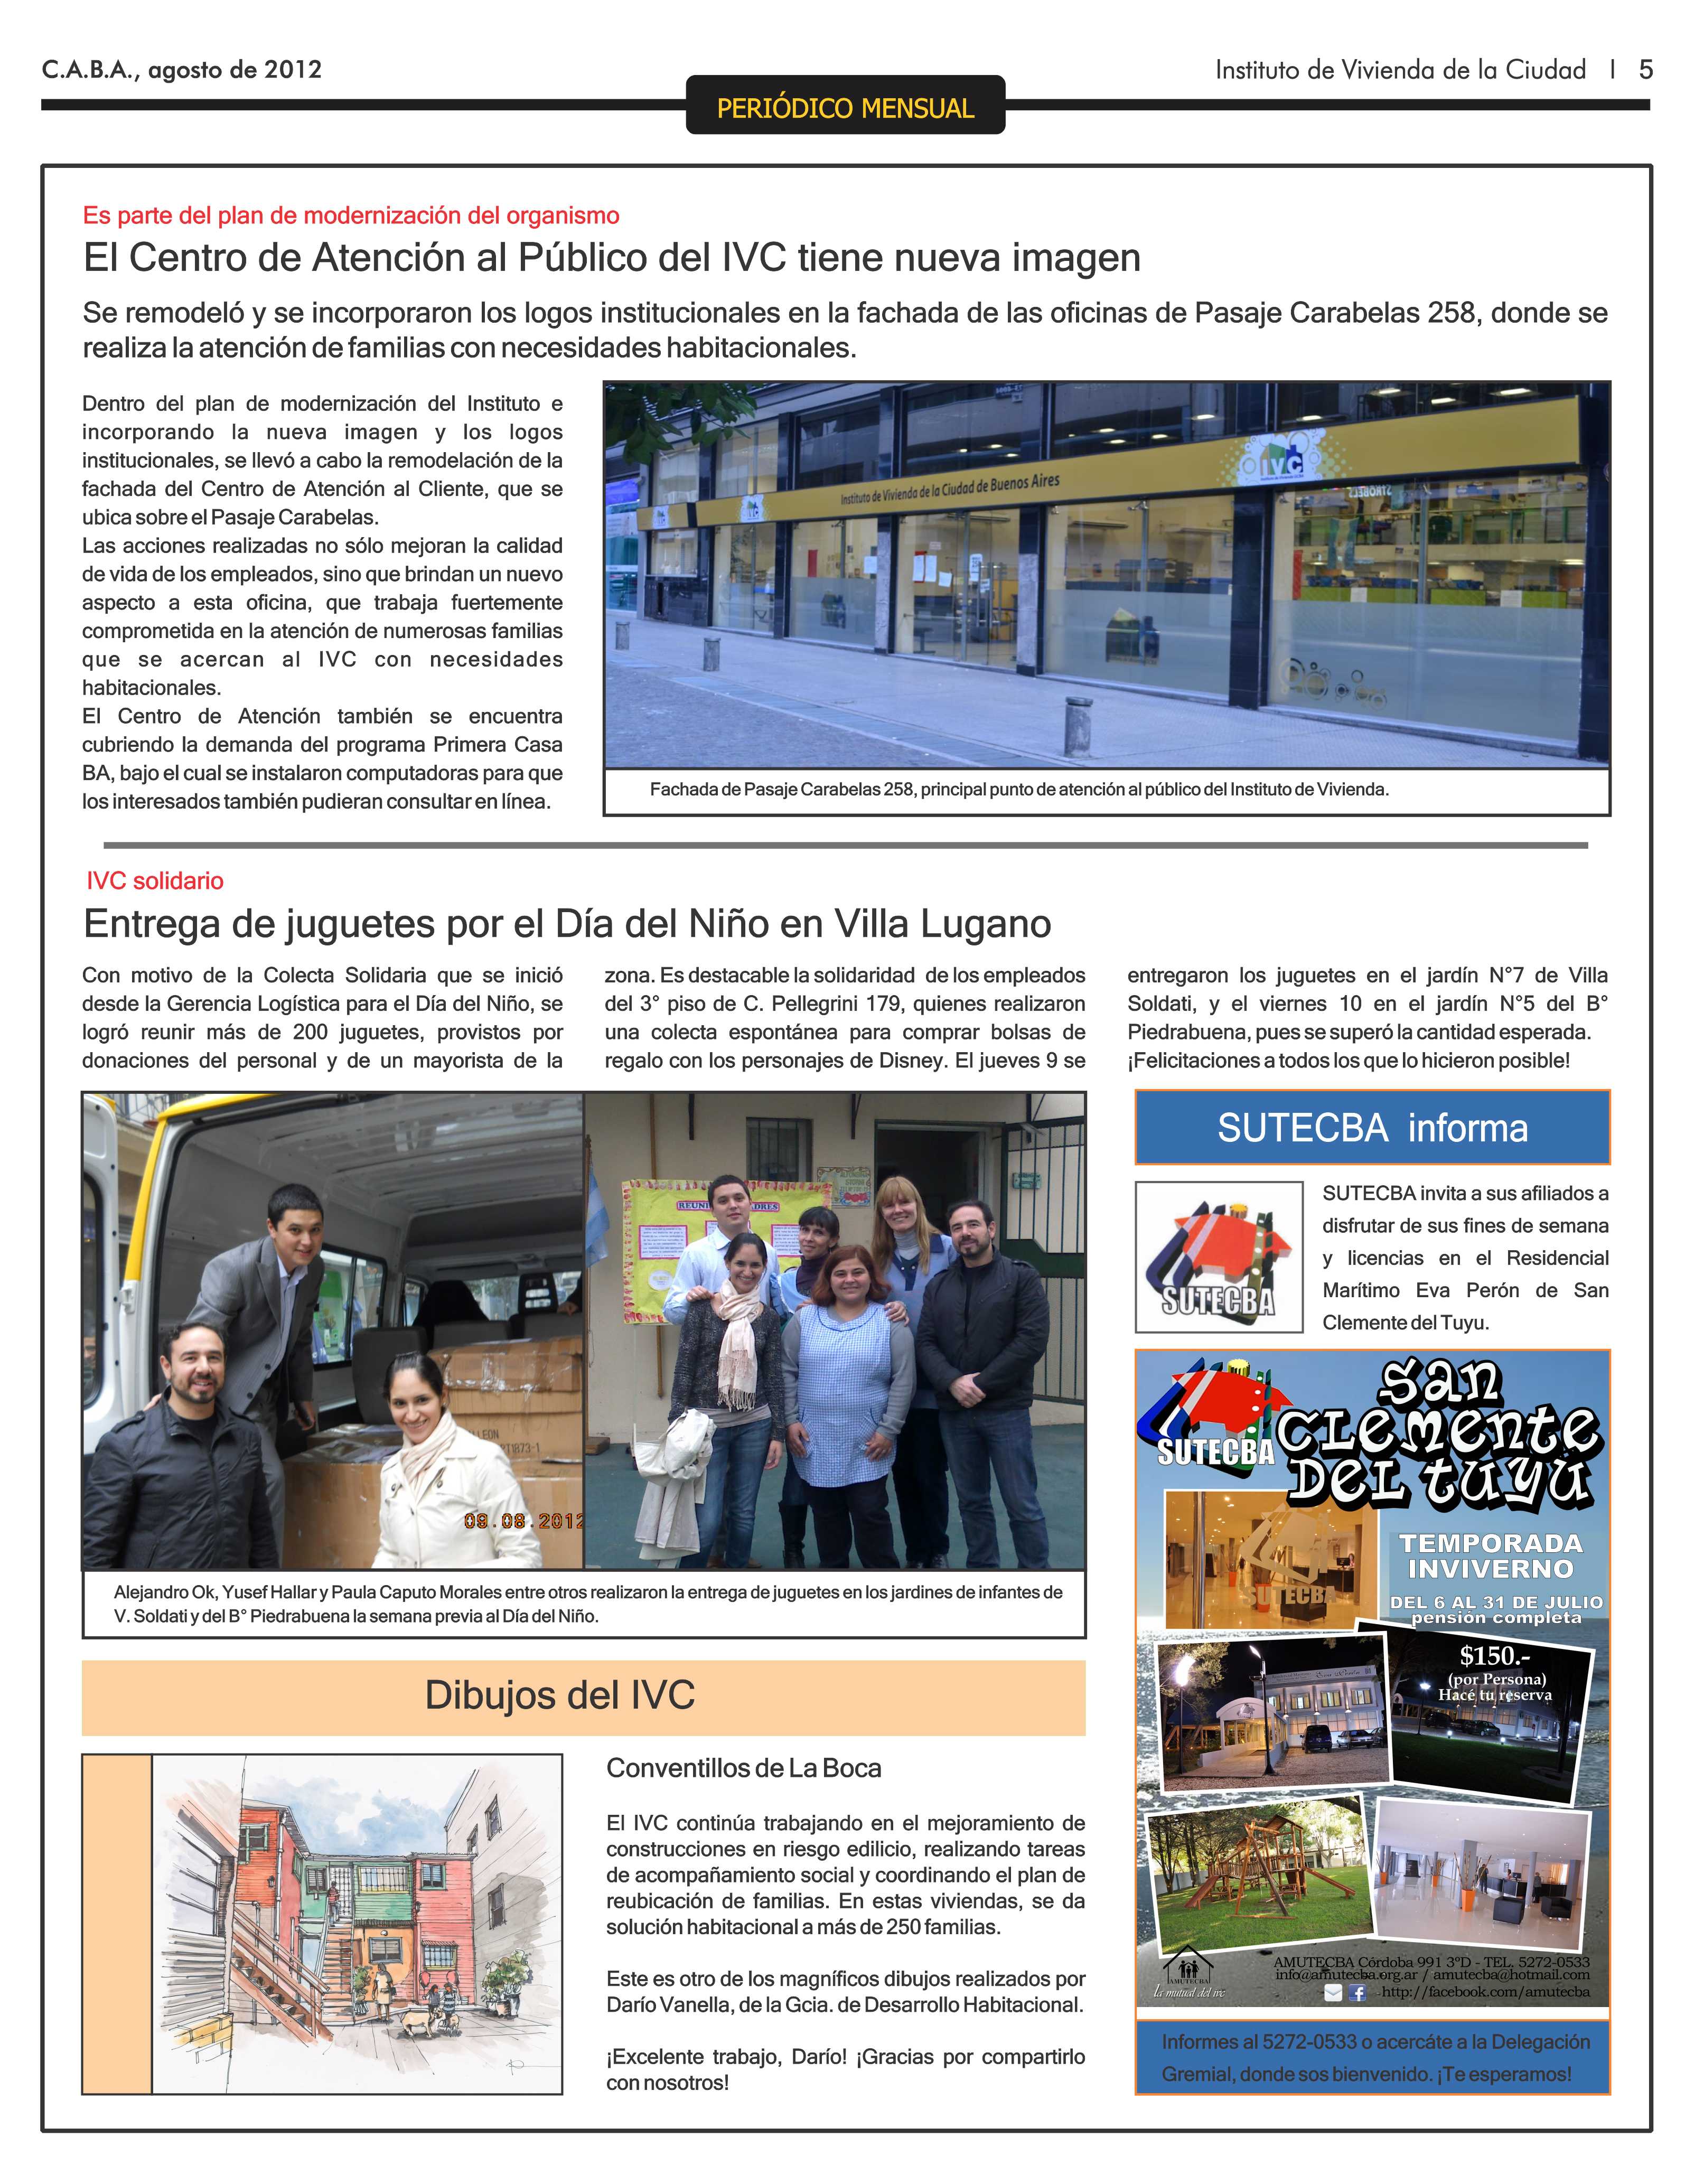 C.A.B.A., agosto de 2012
Instituto de Vivienda de la Ciudad I 5
PERIÓDICO MENSUAL
Es parte del plan de modernización del organismo
El Centro de Atención al Público del IVC tiene nueva imagen
Se remodeló y se incorporaron los logos institucionales en la fachada de las oficinas de Pasaje Carabelas 258, donde se
realiza la atención de familias con necesidades habitacionales.
Dentro del plan de modernización del Instituto e
incorporando la nueva imagen y los logos
institucionales, se llevó a cabo la remodelación de la
fachada del Centro de Atención al Cliente, que se
ubica sobre el Pasaje Carabelas.
Las acciones realizadas no sólo mejoran la calidad
de vida de los empleados, sino que brindan un nuevo
aspecto a esta oficina, que trabaja fuertemente
comprometida en la atención de numerosas familias
que se acercan al IVC con necesidades
habitacionales.
El Centro de Atención también se encuentra
cubriendo la demanda del programa Primera Casa
BA, bajo el cual se instalaron computadoras para que
los interesados también pudieran consultar en línea.
Instituto de Vivienda de la Ciudad de Buenos Aires
IVC
Fachada de Pasaje Carabelas 258, principal punto de atención al público del Instituto de Vivienda.
IVC solidario
Entrega de juguetes por el Día del Niño en Villa Lugano
Con motivo de la Colecta Solidaria que se inició
desde la Gerencia Logística para el Día del Niño, se
logró reunir más de 200 juguetes, provistos por
donaciones del personal y de un mayorista de la
zona. Es destacable la solidaridad de los empleados
del 3° piso de C. Pellegrini 179, quienes realizaron
una colecta espontánea para comprar bolsas de
regalo con los personajes de Disney. El jueves 9 se
entregaron los juguetes en el jardín N°7 de Villa
Soldati, y el viernes 10 en el jardín N°5 del B°
Piedrabuena, pues se superó la cantidad esperada.
¡Felicitaciones a todos los que lo hicieron posible!
09.08.2012
Alejandro Ok, Yusef Hallar y Paula Caputo Morales entre otros realizaron la entrega de juguetes en los jardines de infantes de
V. Soldati y del B° Piedrabuena la semana previa al Día del Niño.
Dibujos del IVC
Conventillos de La Boca
El IVC continúa trabajando en el mejoramiento de
construcciones en riesgo edilicio, realizando tareas
de acompañamiento social y coordinando el plan de
reubicación de familias. En estas viviendas, se da
solución habitacional a más de 250 familias.
Este es otro de los magníficos dibujos realizados por
Darío Vanella, de la Gcia. de Desarrollo Habitacional.
¡Excelente trabajo, Darío! ¡Gracias por compartirlo
con nosotros!
SUTECBA informa
SUTECBA
SUTECBA invita a sus afiliados a
disfrutar de sus fines de semana
y licencias en el Residencial
Marítimo Eva Perón de San
Clemente del Tuyu.
SUTECBA
San
Clemente
del tuyu
SUTECBA
TEMPORADA
INVIVERNO
DEL 6 AL 31 DE JULIO
pensión completa
$150.-
(por Persona)
Hacé tu reserva
AMUTECBA
la mutual del ivc
AMUTECBA Córdoba 991 3°D - TEL. 5272-0533
info@amutecba.org.ar / amutecba@hotmail.com
http://facebook.com/amutecba
Informes al 5272-0533 o acercáte a la Delegación
Gremial, donde sos bienvenido. ¡Te esperamos!